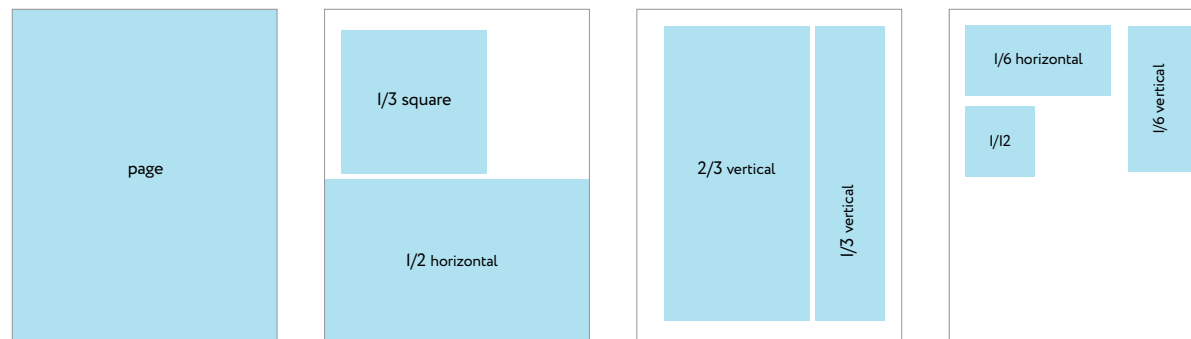 page
1/3 square
1/2 horizontal
2/3 vertical
1/3 vertical
1/6 horizontal
1/12
1/6 vertical